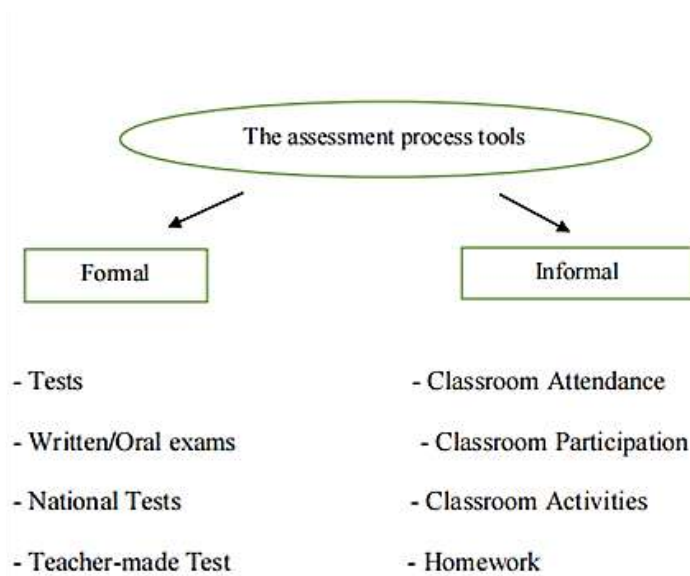 The assessment process tools
Formal
Informal
- Tests
- Classroom Attendance
- Written/Oral exams
- Classroom Participation
- National Tests
- Classroom Activities
- Teacher-made Test
- Homework